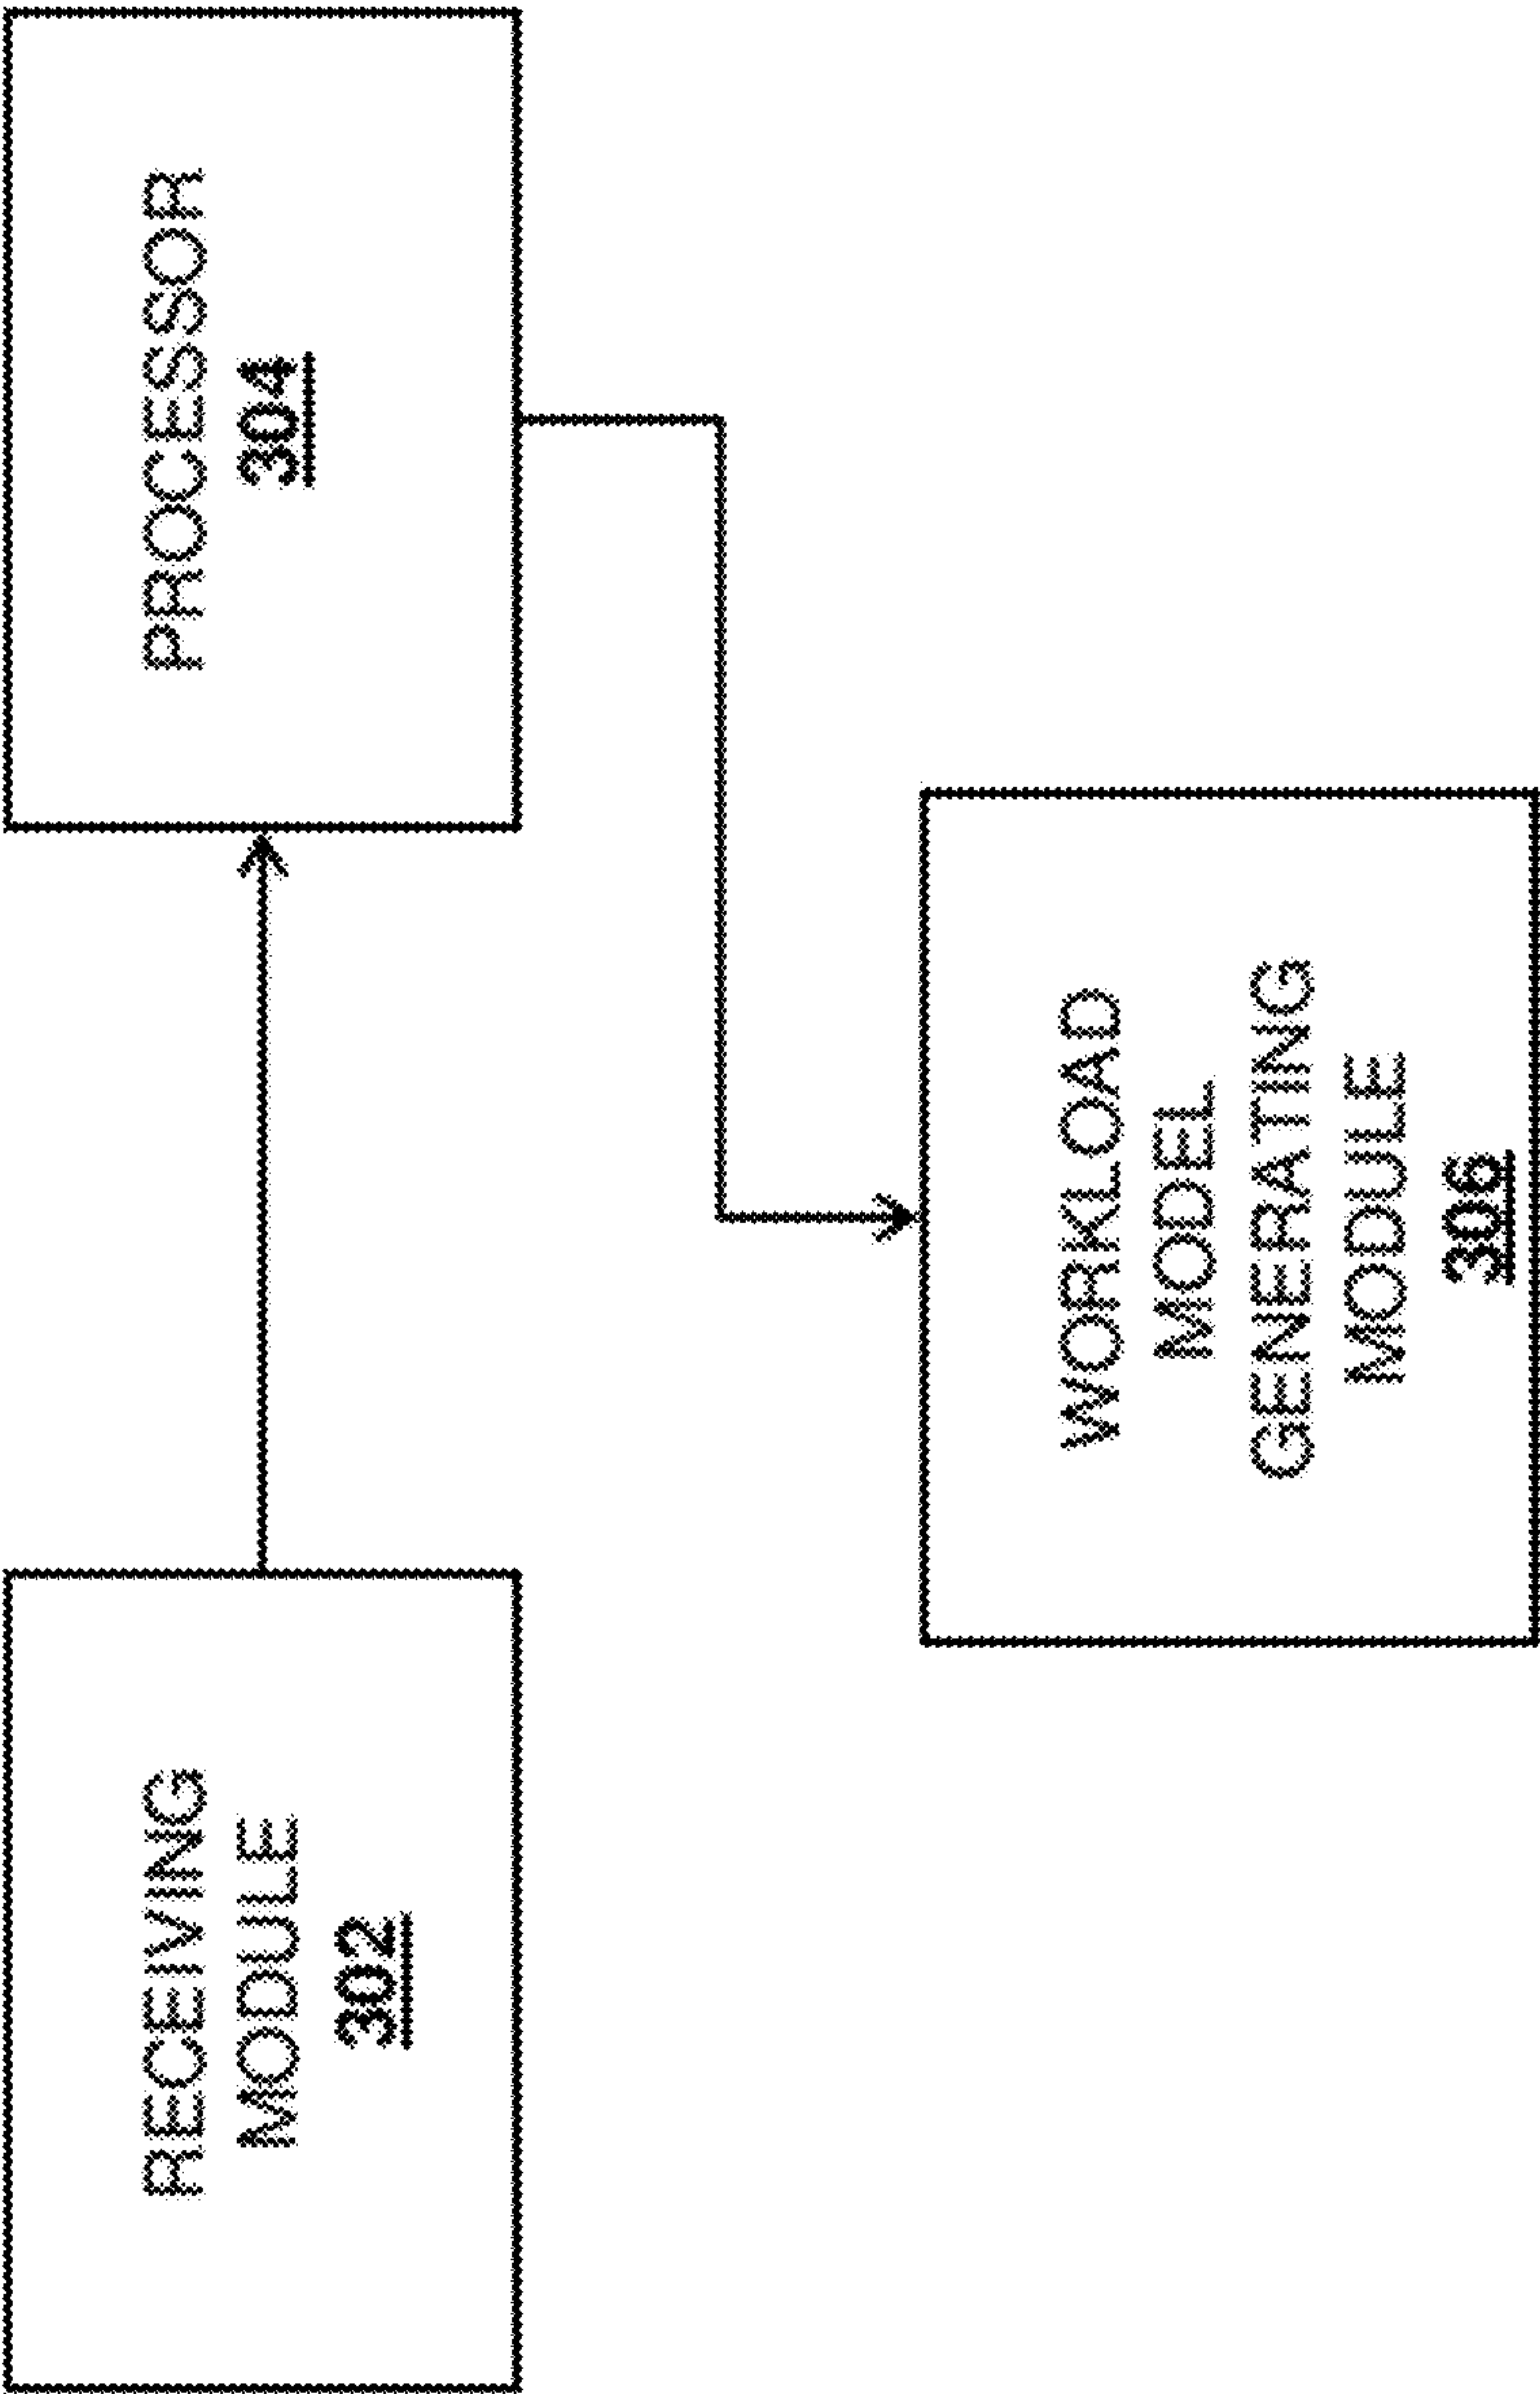 RECEIVING
MODULE
302
PROCESSOR
304
WORKLOAD
MODEL
GENERATING
MODULE
306